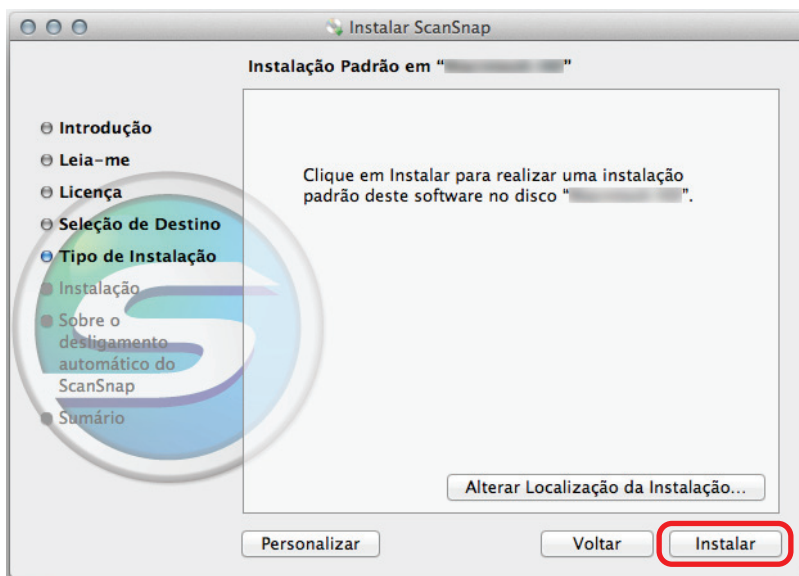 Instalar ScanSnap
Instalação Padrão em “ ”
Introdução
Leia-me
Licença
Seleção de Destino
Tipo de Instalação
Instalação
Sobre o
desligamento
automático do
ScanSnap
Sumário
Clique em Instalar para realizar uma instalação
padrão deste software no disco “ ”.
Alterar Localização da Instalação...
Personalizar
Voltar
Instalar